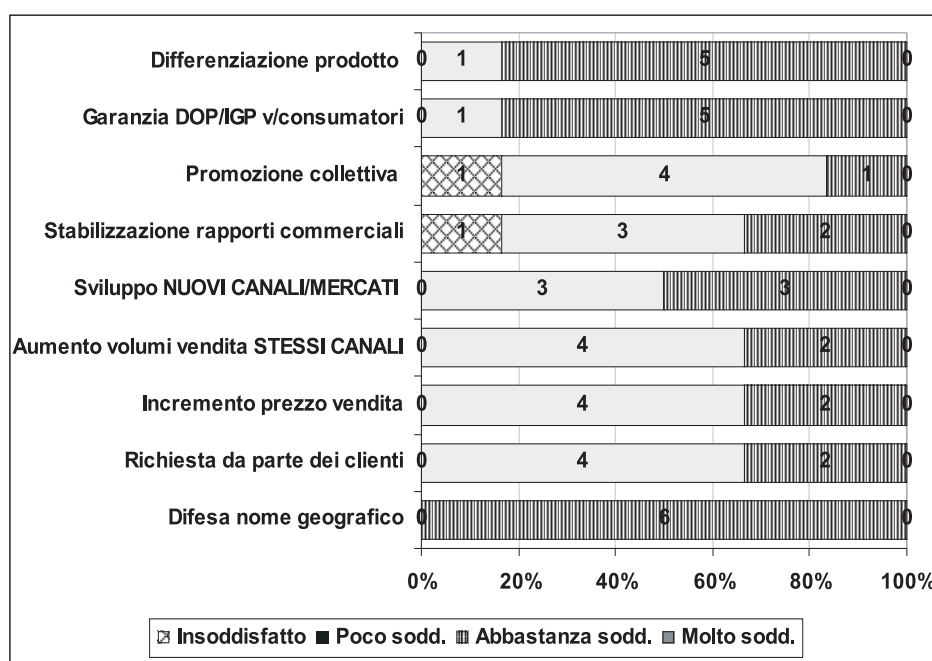 Differenziazione prodotto 0 1 5 0
Garanzia DOP/IGP v/consumatori 0 1 5 0
Promozione collettiva 1 4 1 0
Stabilizzazione rapporti commerciali 1 3 2 0
Sviluppo NUOVI CANALI/MERCATI 0 3 3 0
Aumento volumi vendita STESSI CANALI 0 4 2 0
Incremento prezzo vendita 0 4 2 0
Richiesta da parte dei clienti 0 4 2 0
Difesa nome geografico 0 6 0
0% 20% 40% 60% 80% 100%
Insoddisfatto Poco sodd. Abbastanza sodd. Molto sodd.